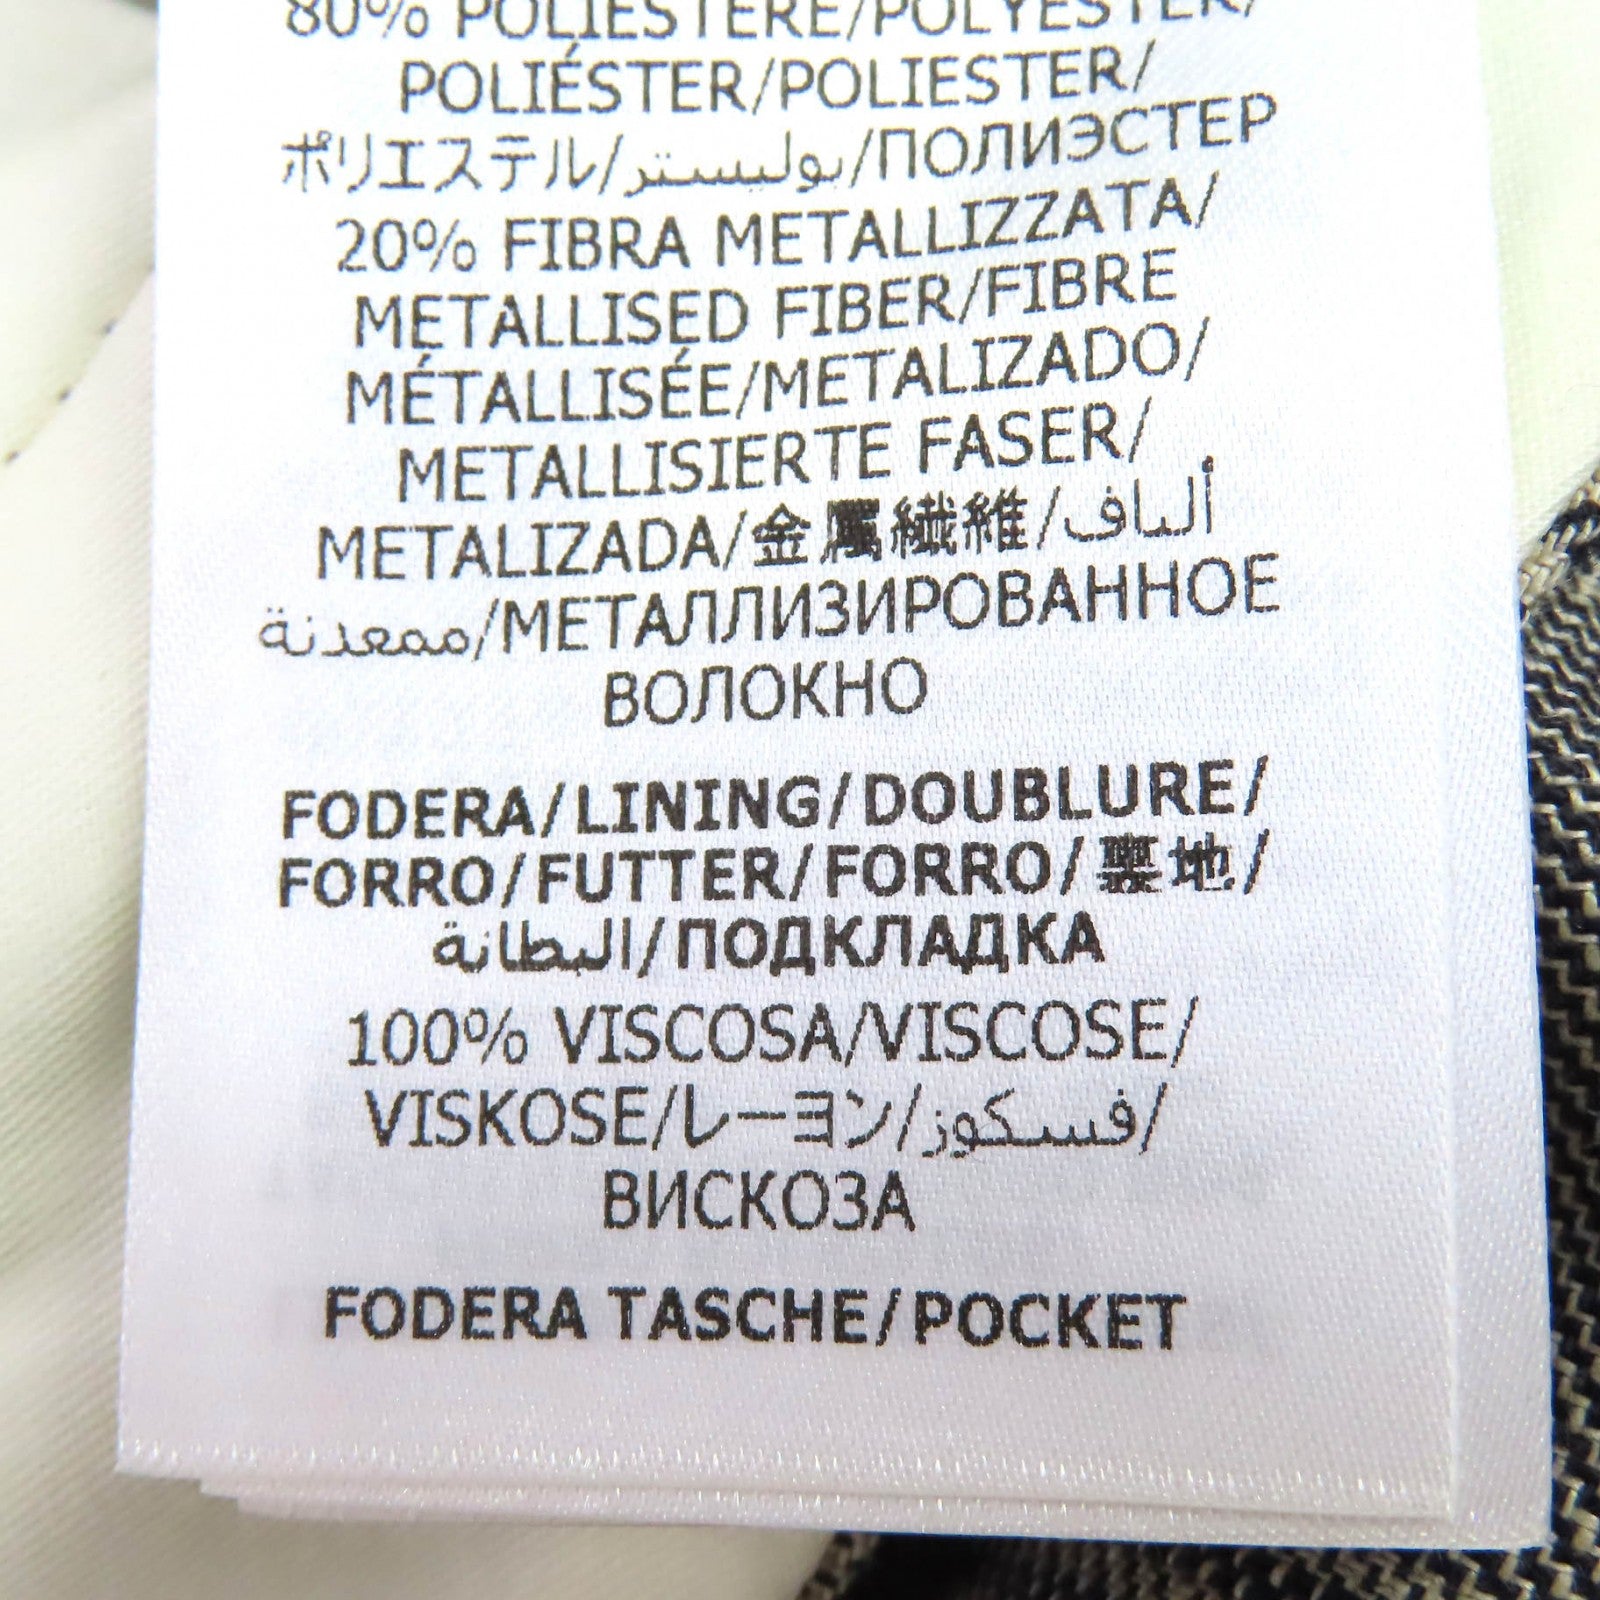 80% POLIESTERE/POLYESTER/
POLIÉSTER/POLIESTER/
ポリエステル/بوليستر/ПОЛИЭСТЕР
20% FIBRA METALLIZZATA/
METALLISED FIBER/FIBRE
MÉTALLISÉE/METALIZADO/
METALLISIERTE FASER/
METALIZADA/金属繊維/ألياف
ممعدنة/МЕТАЛЛИЗИРОВАННОЕ
ВОЛОКНО
FODERA/LINING/DOUBLURE/
FORRO/FUTTER/FORRO/裏地/
البطانة/ПОДКЛАДКА
100% VISCOSA/VISCOSE/
VISKOSE/レーヨン/فسكوز/
ВИСКОЗА
FODERA TASCHE/POCKET